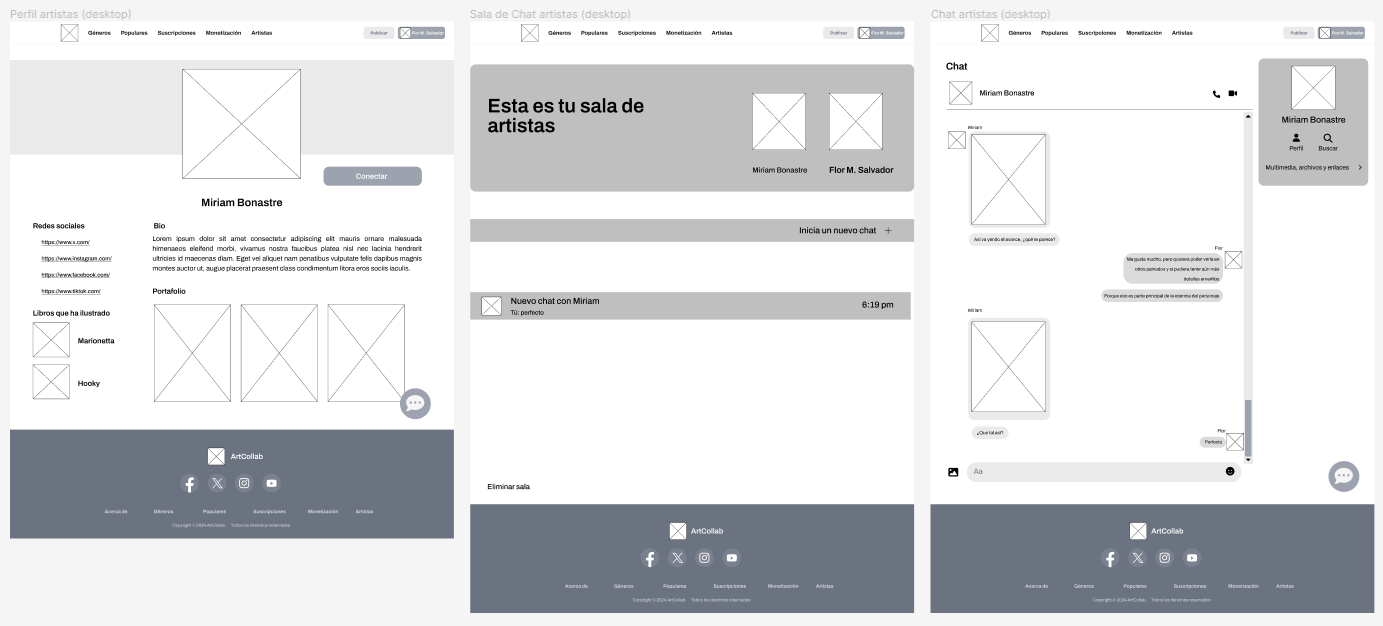 Perfil artistas (desktop)
Géneros Populares Suscripciones Monetización Artistas Publicar Flor M. Salvador
Conectar
Miriam Bonastre
Redes sociales
https://www.x.com/
https://www.instagram.com/
https://www.facebook.com/
https://www.tiktok.com/
Libros que ha ilustrado
Marionetta
Hooky
Bio
Lorem ipsum dolor sit amet consectetur adipiscing elit mauris ornare malesuada
himenaeos eleifend morbi, vivamus nostra faucibus platea nisl nec lacinia hendrerit
ultricies id maecenas diam. Eget vel aliquet nam penatibus vulputate felis dapibus magnis
montes auctor ut, augue placerat praesent class condimentum litora eros sociis iaculis.
Portafolio
ArtCollab
Acerca de Géneros Populares Suscripciones Monetización Artistas
Copyright © 2024 ArtCollab Todos los derechos reservados
Sala de Chat artistas (desktop)
Géneros Populares Suscripciones Monetización Artistas Publicar Flor M. Salvador
Esta es tu sala de
artistas
Miriam Bonastre Flor M. Salvador
Inicia un nuevo chat +
Nuevo chat con Miriam
Tú: perfecto
6:19 pm
Eliminar sala
ArtCollab
Acerca de Géneros Populares Suscripciones Monetización Artistas
Copyright © 2024 ArtCollab Todos los derechos reservados
Chat artistas (desktop)
Géneros Populares Suscripciones Monetización Artistas Publicar Flor M. Salvador
Chat
Miriam Bonastre
Miriam
Así va yendo el avance, ¿qué te parece?
Flor
Me gusta mucho, pero quisiera poder verla en
otros peinados y si pudiera tener aún más
detalles amarillos
Porque eso es parte principal de la esencia del personaje
Miriam
¿Que tal así?
Flor
Perfecto
Aa
Miriam Bonastre
Perfil Buscar
Multimedia, archivos y enlaces
ArtCollab
Acerca de Géneros Populares Suscripciones Monetización Artistas
Copyright © 2024 ArtCollab Todos los derechos reservados